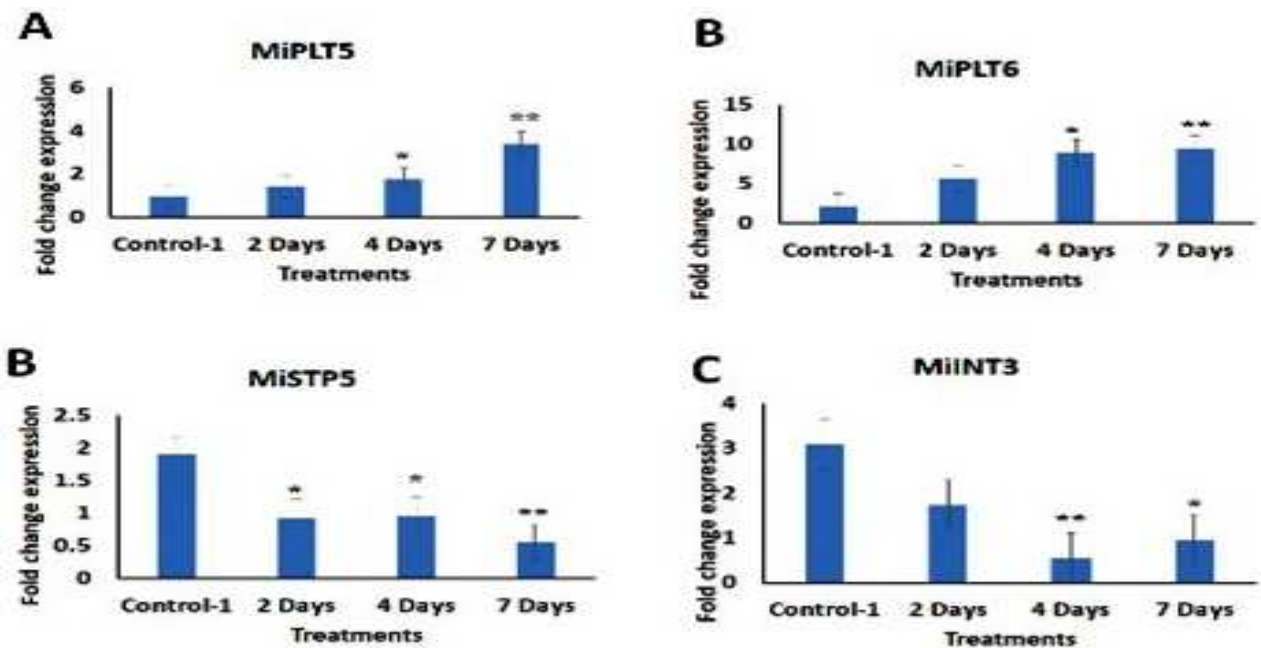 A
MiPLT5
Fold change expression
6
4
2
0
*
**
Control-1 2 Days 4 Days 7 Days
Treatments
B
MiPLT6
Fold change expression
15
10
5
0
*
**
Control-1 2 Days 4 Days 7 Days
Treatments
B
MiSTP5
Fold change expression
2.5
2
1.5
1
0.5
0
*
*
**
Control-1 2 Days 4 Days 7 Days
Treatments
C
MiINT3
Fold change expression
4
3
2
1
0
**
*
Control-1 2 Days 4 Days 7 Days
Treatments